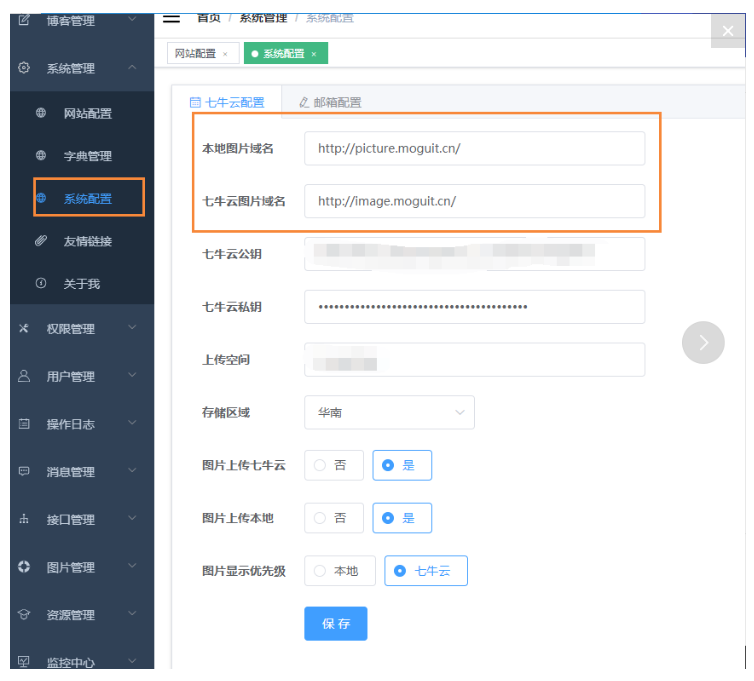 博客管理
首页 / 系统管理 / 系统配置
网站配置 × 系统配置 ×
系统管理
网站配置
字典管理
系统配置
友情链接
关于我
权限管理
用户管理
操作日志
消息管理
接口管理
图片管理
资源管理
监控中心
七牛云配置 邮箱配置
本地图片域名 http://picture.moguit.cn/
七牛云图片域名 http://image.moguit.cn/
七牛云公钥
七牛云私钥 •••••••••••••••••••••••••••••••••••••••
上传空间
存储区域 华南
图片上传七牛云 否 是
图片上传本地 否 是
图片显示优先级 本地 七牛云
保存